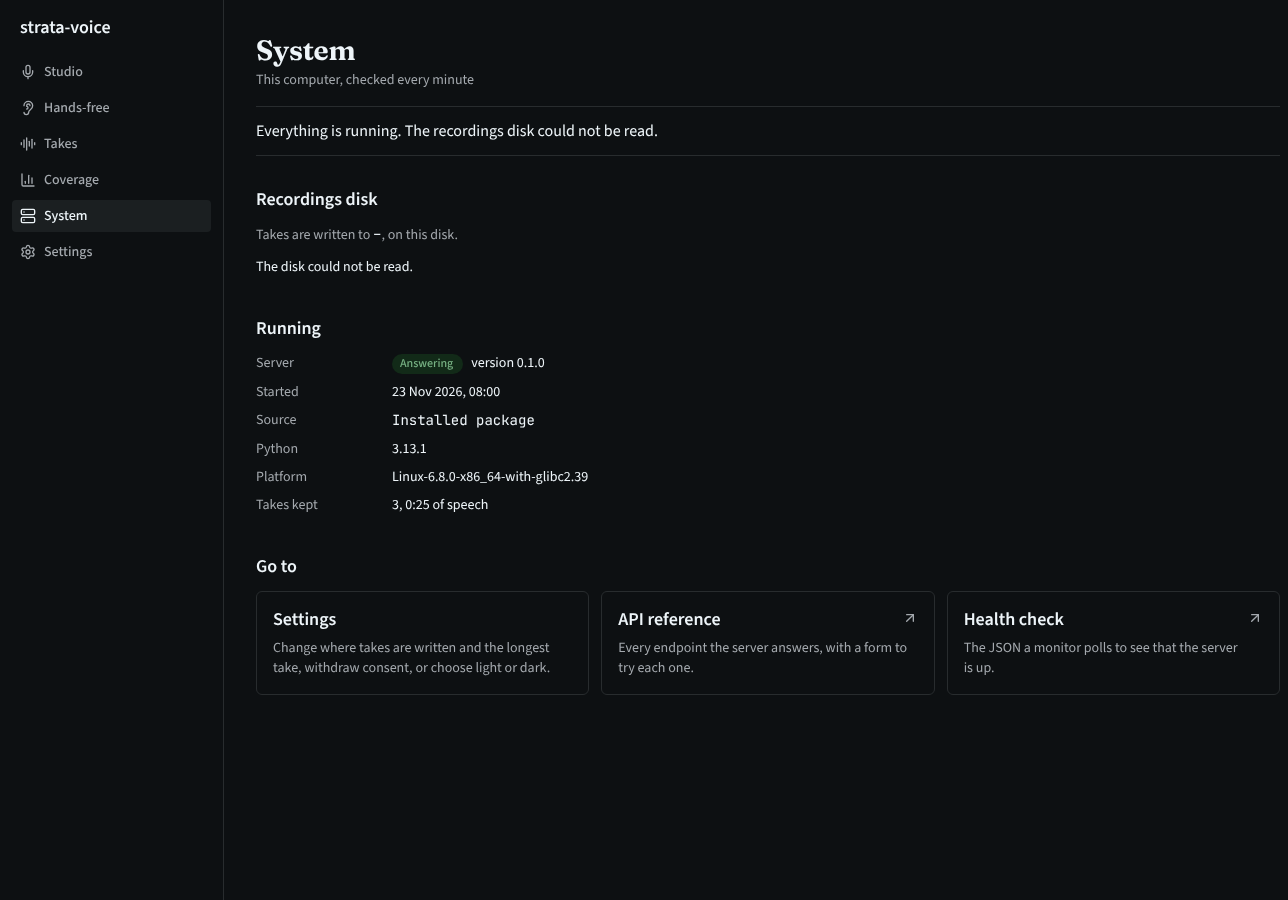 strata-voice
Studio
Hands-free
Takes
Coverage
System
Settings
System
This computer, checked every minute
Everything is running. The recordings disk could not be read.
Recordings disk
Takes are written to –, on this disk.
The disk could not be read.
Running
Server Answering version 0.1.0
Started 23 Nov 2026, 08:00
Source Installed package
Python 3.13.1
Platform Linux-6.8.0-x86_64-with-glibc2.39
Takes kept 3, 0:25 of speech
Go to
Settings
Change where takes are written and the longest
take, withdraw consent, or choose light or dark.
API reference
Every endpoint the server answers, with a form to
try each one.
Health check
The JSON a monitor polls to see that the server
is up.